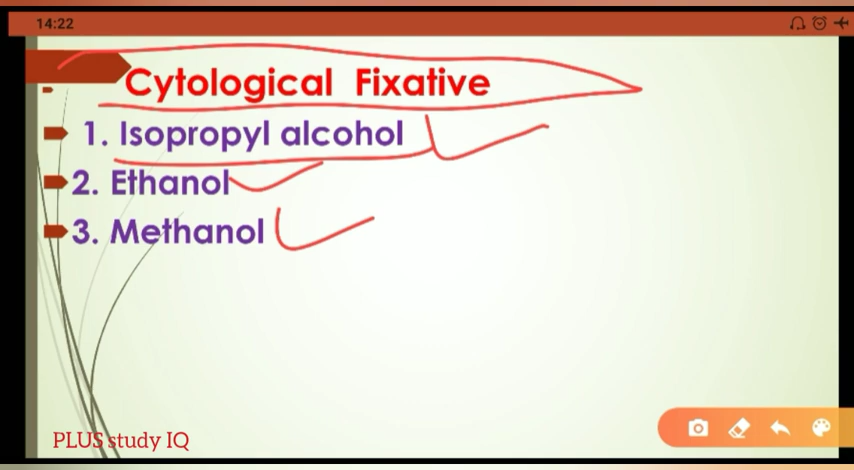 14:22
Cytological Fixative
1. Isopropyl alcohol
2. Ethanol
3. Methanol
PLUS study IQ